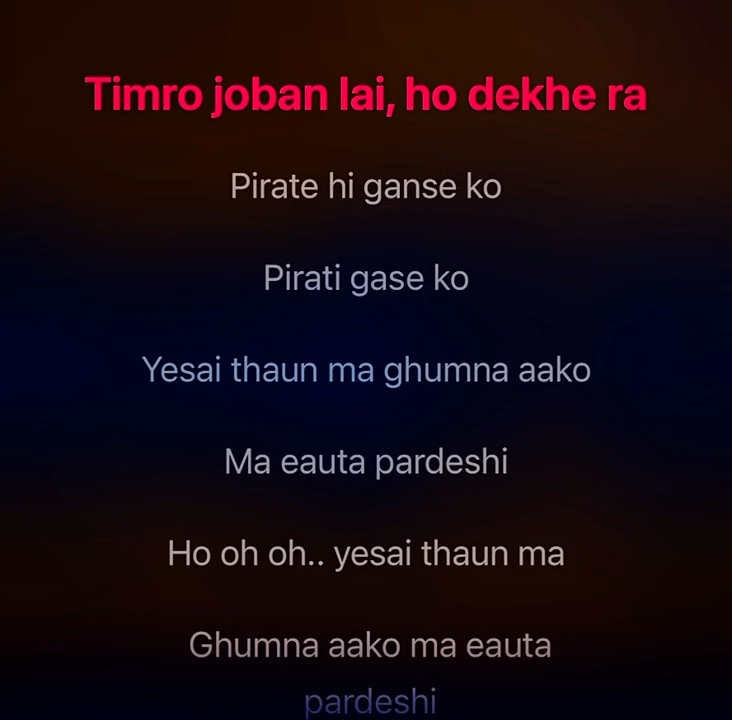 Timro joban lai, ho dekhe ra
Pirate hi ganse ko
Pirati gase ko
Yesai thaun ma ghumna aako
Ma eauta pardeshi
Ho oh oh.. yesai thaun ma
Ghumna aako ma eauta
pardeshi